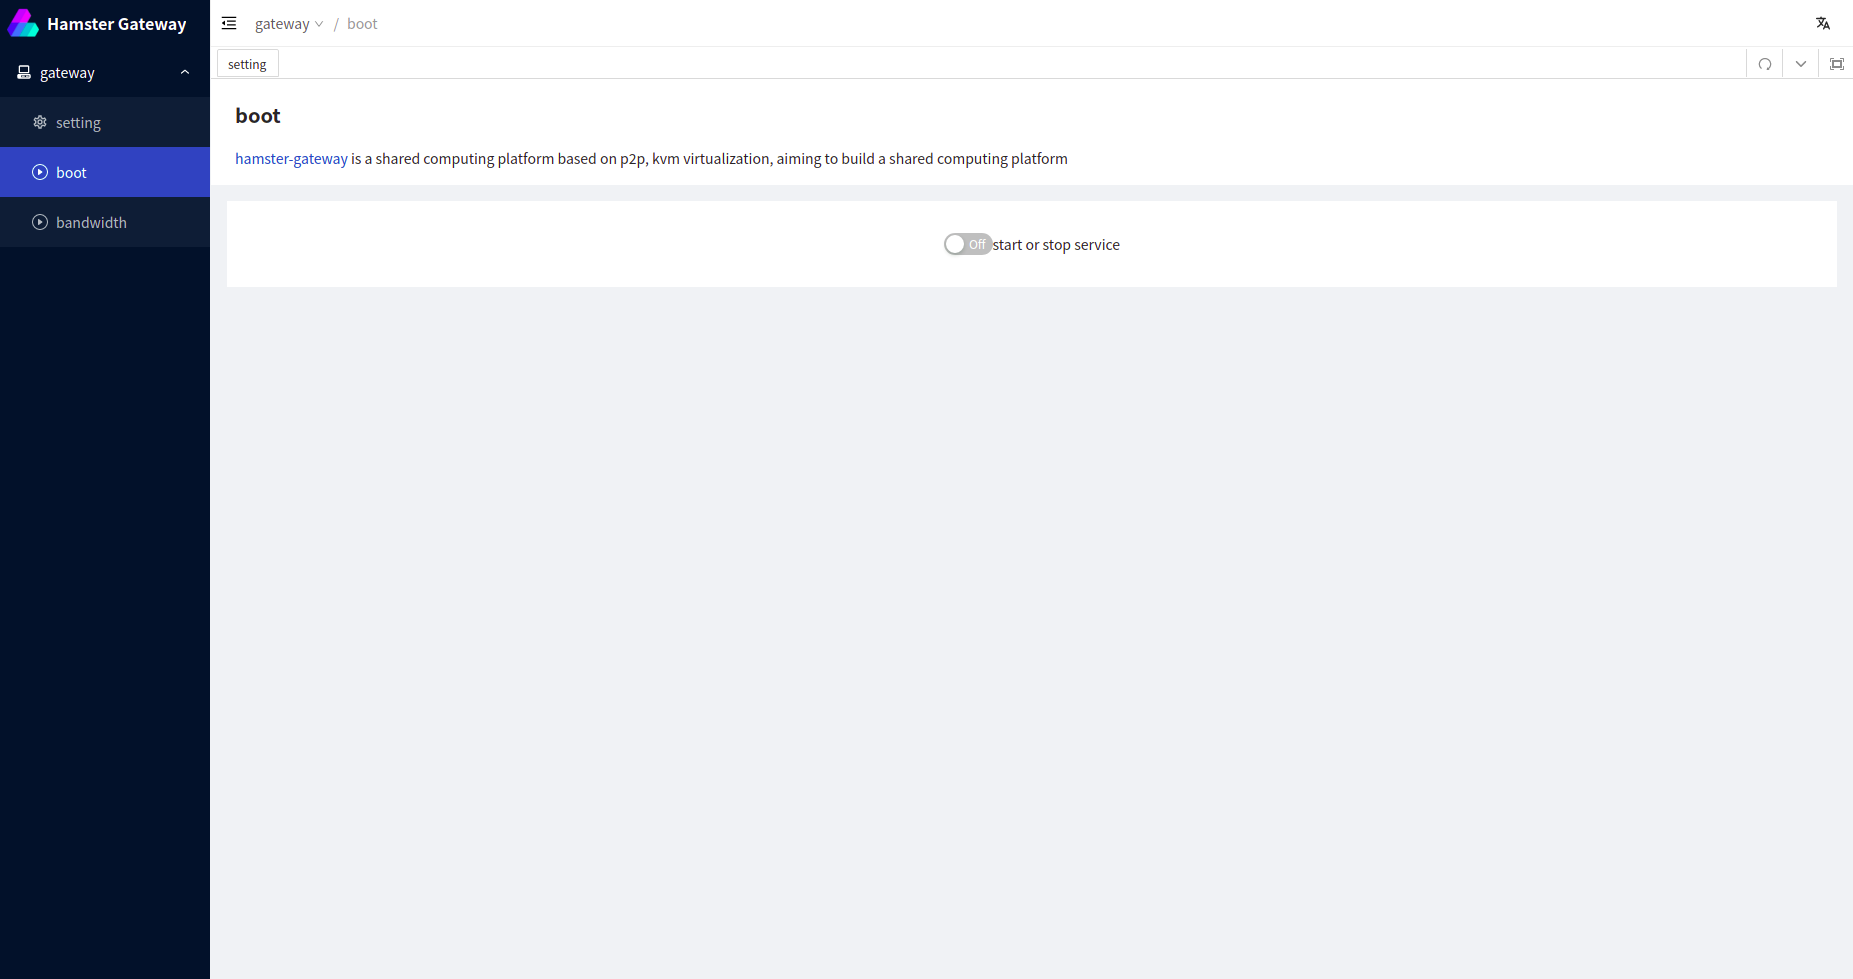 Hamster Gateway
gateway / boot
gateway
setting
setting
boot
bandwidth
boot
hamster-gateway is a shared computing platform based on p2p, kvm virtualization, aiming to build a shared computing platform
Off start or stop service